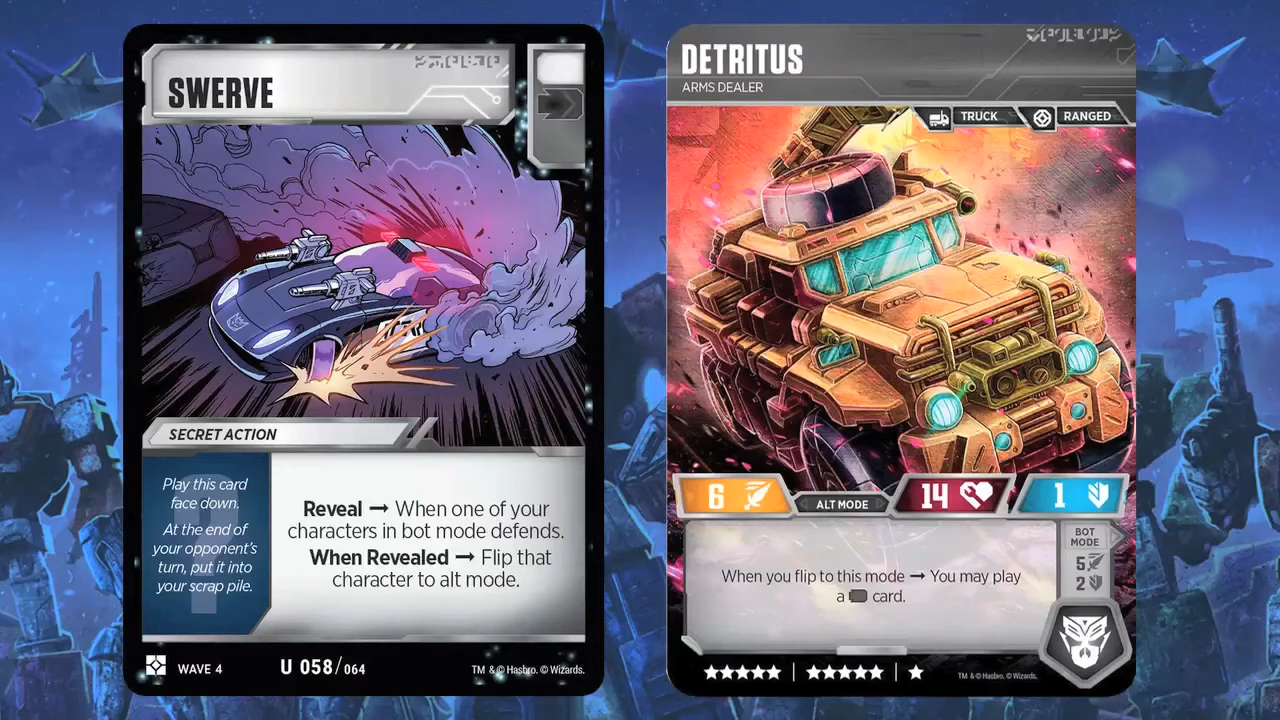 SWERVE
SECRET ACTION
Play this card
face down.
At the end of
your opponent's
turn, put it into
your scrap pile.
Reveal → When one of your
characters in bot mode defends.
When Revealed → Flip that
character to alt mode.
WAVE 4
U 058/064
TM & © Hasbro. © Wizards.
DETRITUS
ARMS DEALER
TRUCK
RANGED
6
ALT MODE
14
1
When you flip to this mode → You may play
a card.
BOT
MODE
5
2
TM & © Hasbro. © Wizards.